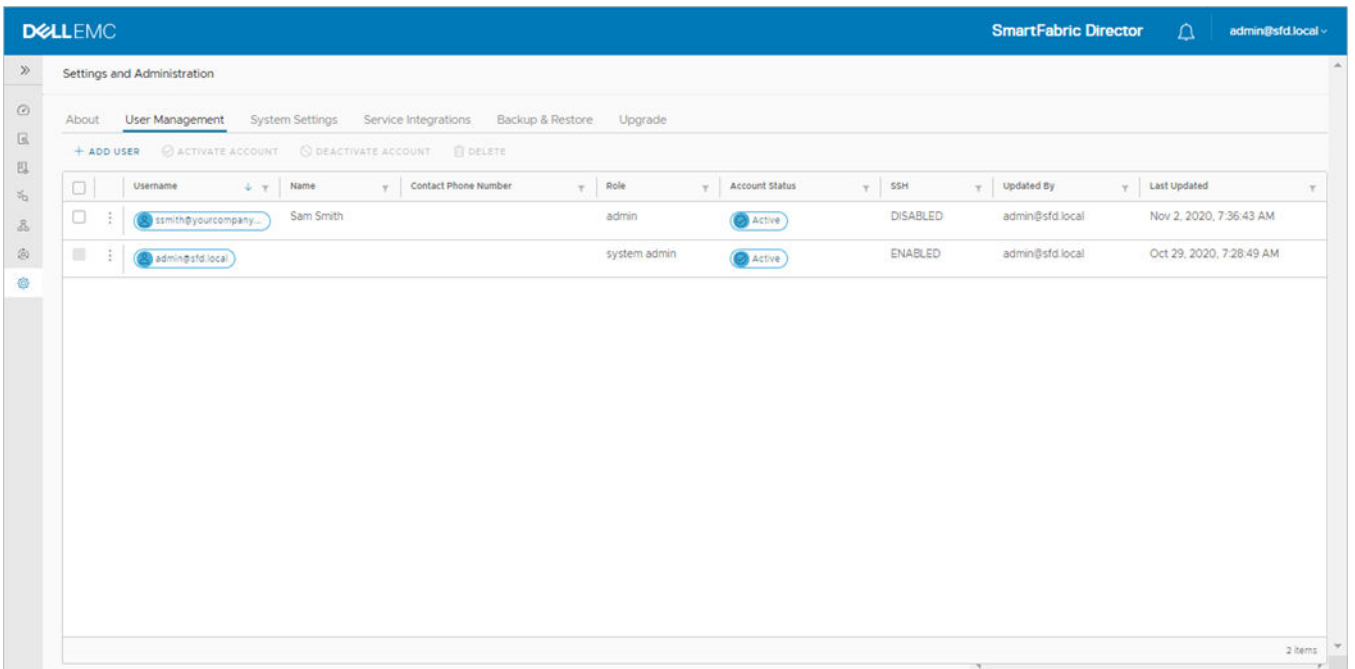 DELLEMC SmartFabric Director admin@sfd.local
Settings and Administration
About User Management System Settings Service Integrations Backup & Restore Upgrade
+ ADD USER ACTIVATE ACCOUNT DEACTIVATE ACCOUNT DELETE
Username Name Contact Phone Number Role Account Status SSH Updated By Last Updated
ssmith@yourcompany... Sam Smith admin Active DISABLED admin@sfd.local Nov 2, 2020, 7:36:43 AM
admin@sfd.local system admin Active ENABLED admin@sfd.local Oct 29, 2020, 7:28:49 AM
2 items